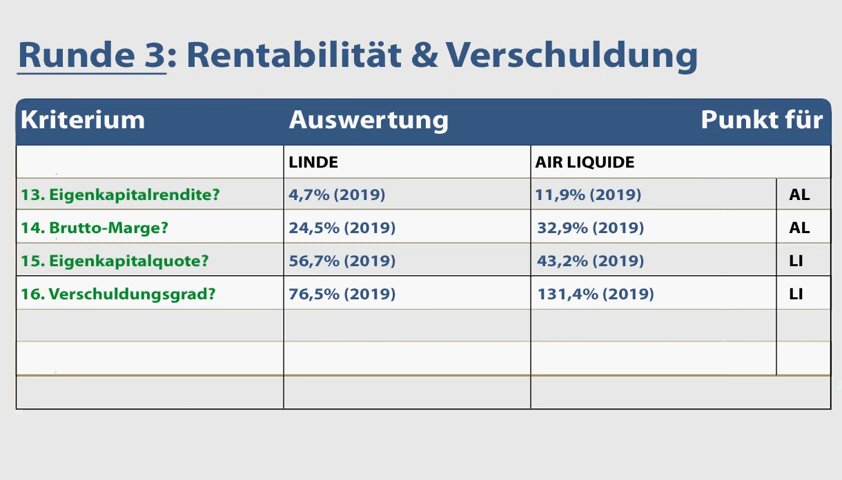 Runde 3: Rentabilität & Verschuldung
Kriterium Auswertung Punkt für
LINDE AIR LIQUIDE
13. Eigenkapitalrendite? 4,7% (2019) 11,9% (2019) AL
14. Brutto-Marge? 24,5% (2019) 32,9% (2019) AL
15. Eigenkapitalquote? 56,7% (2019) 43,2% (2019) LI
16. Verschuldungsgrad? 76,5% (2019) 131,4% (2019) LI